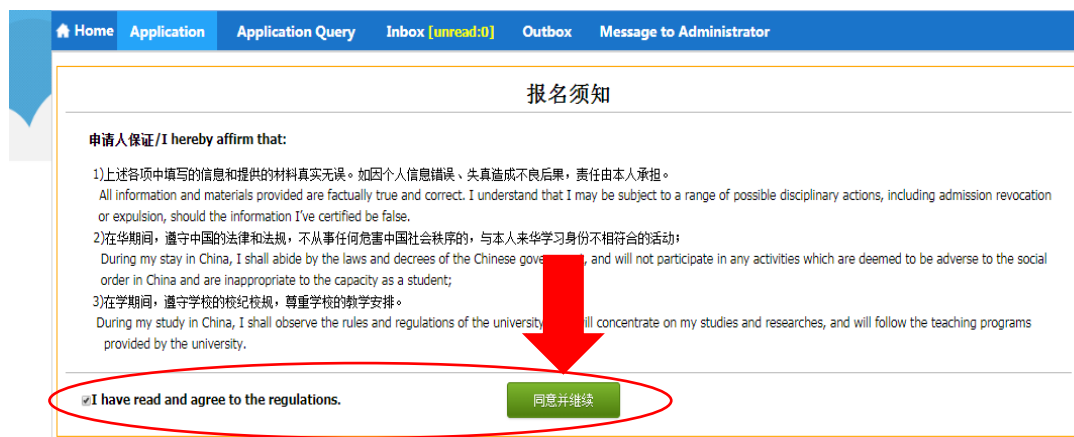 Home Application Application Query Inbox [unread:0] Outbox Message to Administrator
报名须知
申请人保证/I hereby affirm that:
1)上述各项中填写的信息和提供的材料真实无误。如因个人信息错误、失真造成不良后果，责任由本人承担。
All information and materials provided are factually true and correct. I understand that I may be subject to a range of possible disciplinary actions, including admission revocation
or expulsion, should the information I've certified be false.
2)在华期间，遵守中国的法律和法规，不从事任何危害中国社会秩序的，与本人来华学习身份不相符合的活动；
During my stay in China, I shall abide by the laws and decrees of the Chinese gove , and will not participate in any activities which are deemed to be adverse to the social
order in China and are inappropriate to the capacity as a student;
3)在学期间，遵守学校的校纪校规，尊重学校的教学安排。
During my study in China, I shall observe the rules and regulations of the university ill concentrate on my studies and researches, and will follow the teaching programs
provided by the university.
I have read and agree to the regulations. 同意并继续